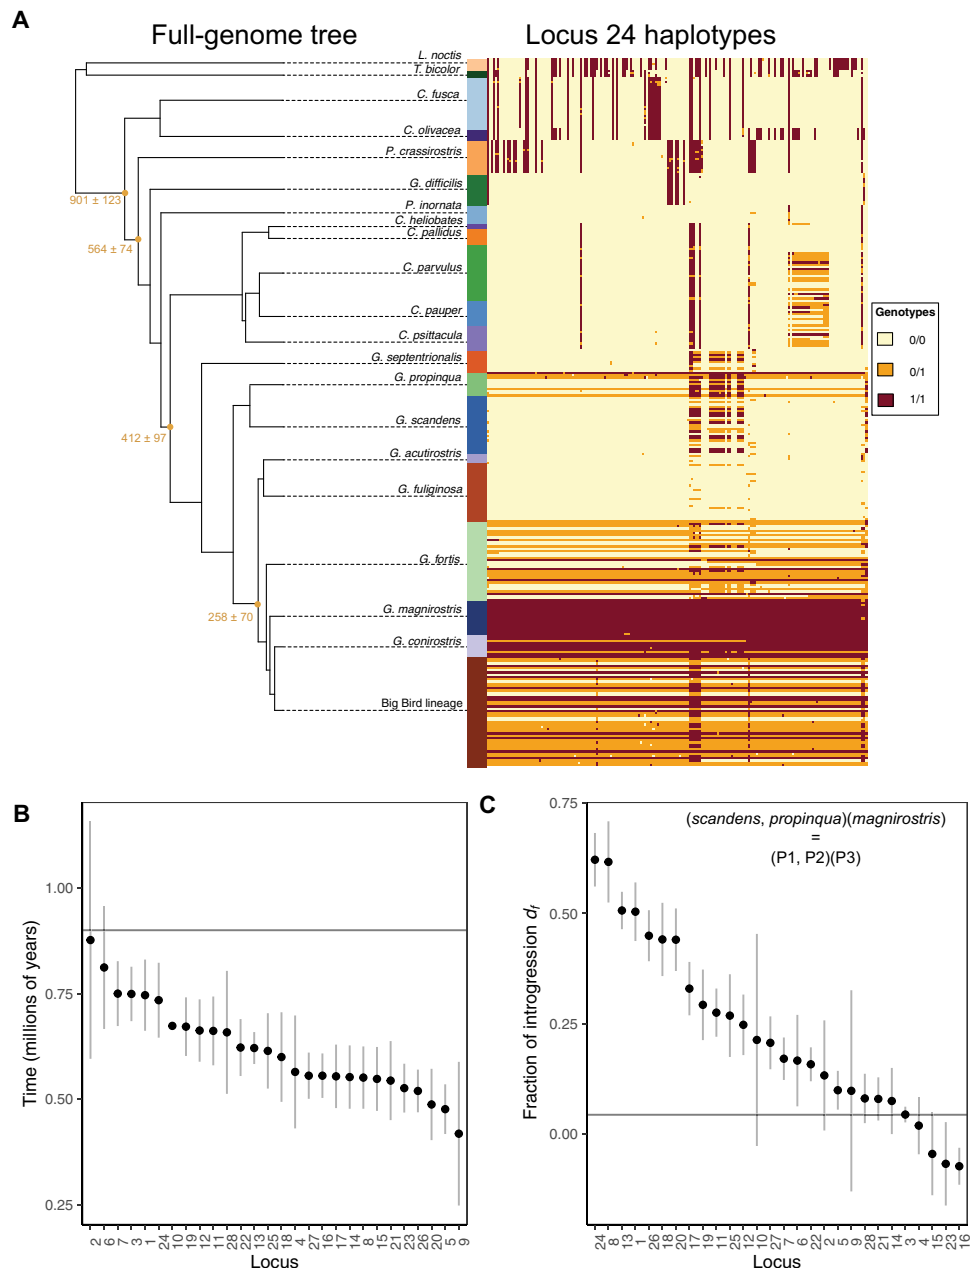 A
Full-genome tree
Locus 24 haplotypes
L. noctis
T. bicolor
C. fusca
C. olivacea
P. crassirostris
G. difficilis
901 ± 123
P. inornata
C. heliobates
C. pallidus
564 ± 74
C. parvulus
C. pauper
C. psittacula
Genotypes
0/0
0/1
1/1
G. septentrionalis
G. propinqua
G. scandens
412 ± 97
G. acutirostris
G. fuliginosa
G. fortis
258 ± 70
G. magnirostris
G. conirostris
Big Bird lineage
B
Time (millions of years)
1.00
0.75
0.50
0.25
2 6 7 3 1 24 10 19 12 11 28 22 13 25 18 4 27 16 17 14 8 15 21 23 26 20 5 9
Locus
C
(scandens, propinqua)(magnirostris)
=
(P1, P2)(P3)
Fraction of introgression df
0.75
0.50
0.25
0.00
24 8 13 1 26 18 20 17 19 11 25 12 10 27 7 6 22 2 5 9 28 21 14 3 4 15 23 16
Locus